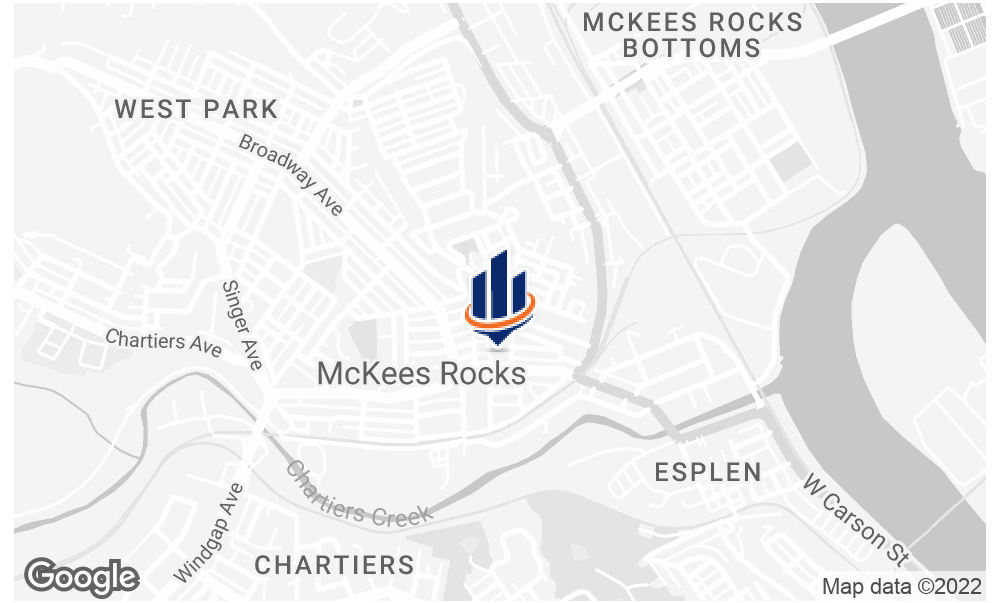 MCKEES ROCKS
BOTTOMS
WEST PARK
Broadway Ave
Singer Ave
Chartiers Ave
McKees Rocks
ESPLEN
Chartiers Creek
W Carson St
Windgap Ave
CHARTIERS
Google
Map data ©2022